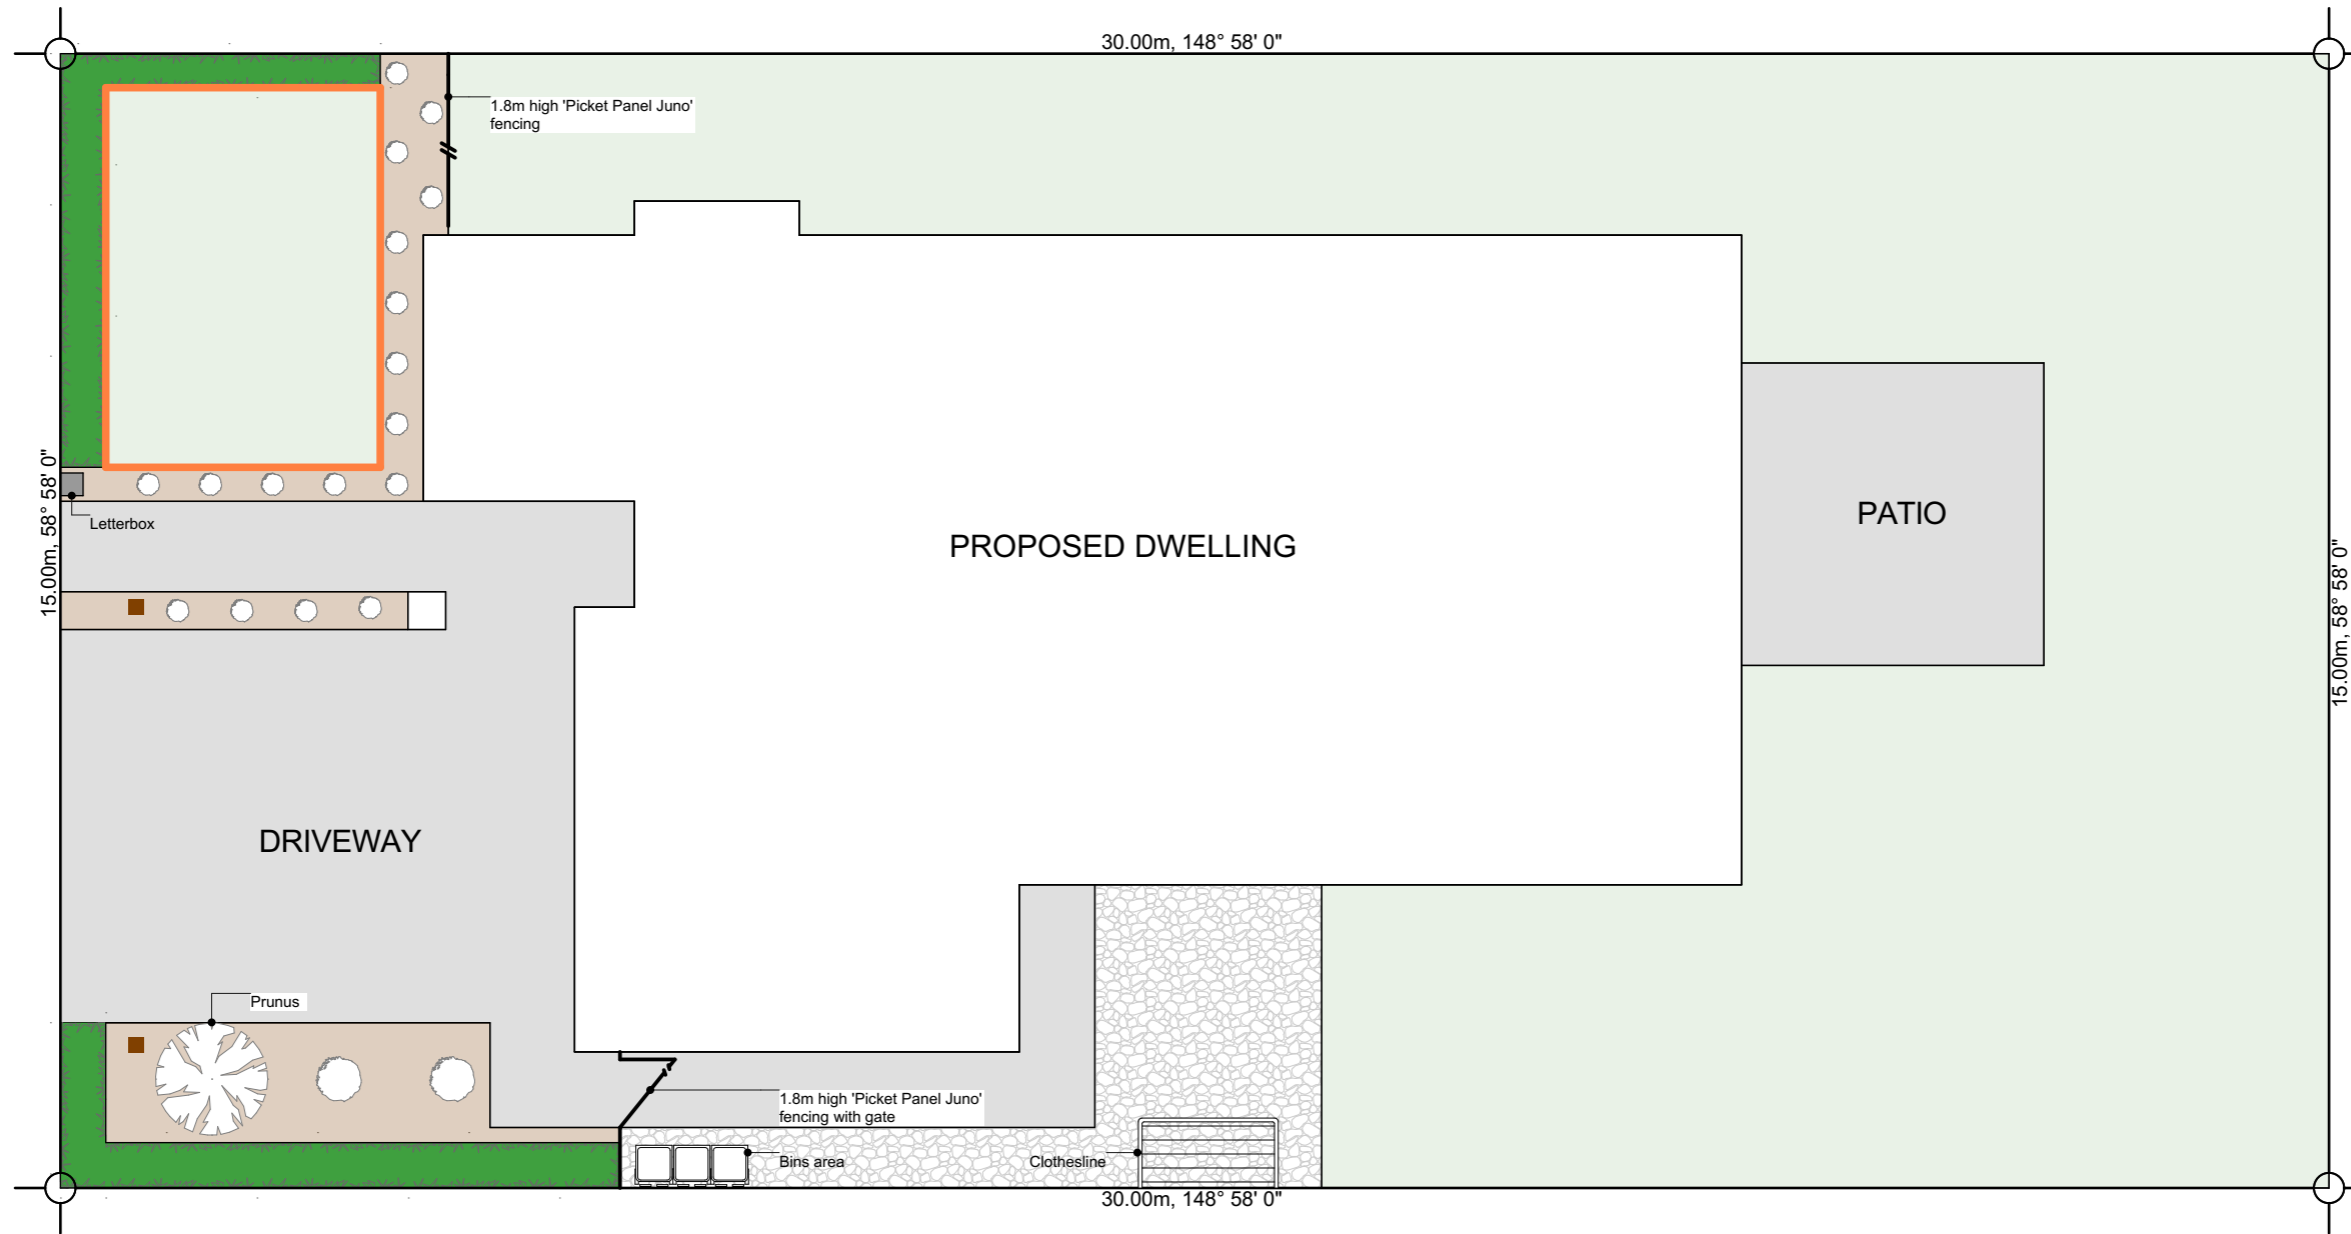 30.00m, 148° 58' 0"
1.8m high 'Picket Panel Juno'
fencing
15.00m, 58° 58' 0"
Letterbox
PROPOSED DWELLING
PATIO
15.00m, 58° 58' 0"
DRIVEWAY
Prunus
1.8m high 'Picket Panel Juno'
fencing with gate
Bins area
Clothesline
30.00m, 148° 58' 0"